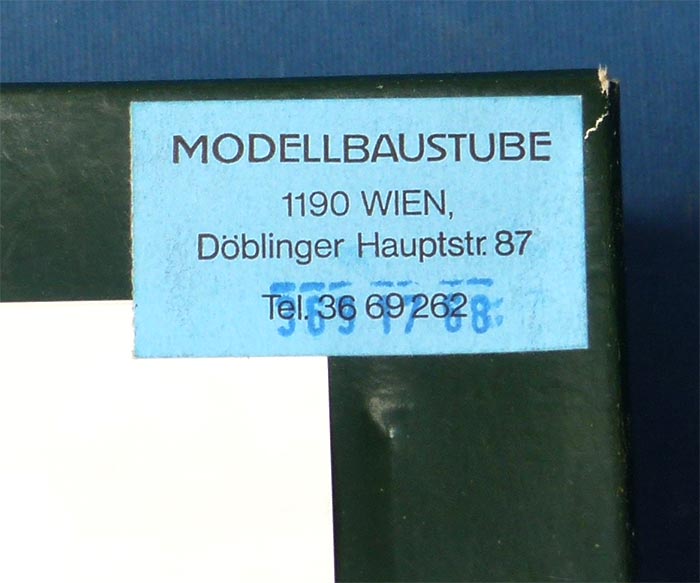 MODELLBAUSTUBE
1190 WIEN,
Döblinger Hauptstr. 87
Tel. 36 69 262